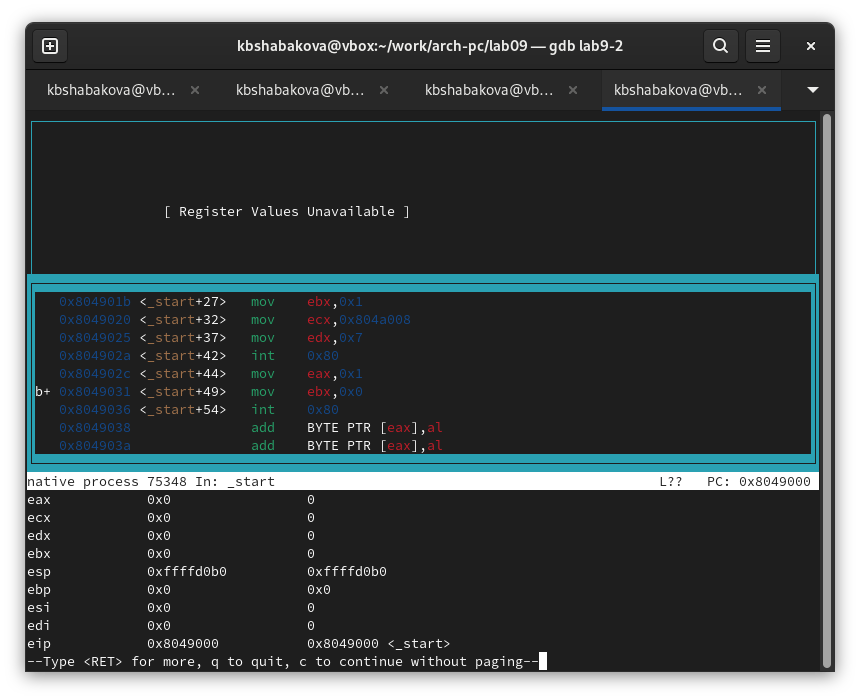 kbshabakova@vbox:~/work/arch-pc/lab09 — gdb lab9-2
kbshabakova@vb… × kbshabakova@vb… × kbshabakova@vb… × kbshabakova@vb… ×
[ Register Values Unavailable ]
0x804901b <_start+27> mov ebx,0x1
0x8049020 <_start+32> mov ecx,0x804a008
0x8049025 <_start+37> mov edx,0x7
0x804902a <_start+42> int 0x80
0x804902c <_start+44> mov eax,0x1
b+ 0x8049031 <_start+49> mov ebx,0x0
0x8049036 <_start+54> int 0x80
0x8049038 add BYTE PTR [eax],al
0x804903a add BYTE PTR [eax],al
native process 75348 In: _start L?? PC: 0x8049000
eax 0x0 0
ecx 0x0 0
edx 0x0 0
ebx 0x0 0
esp 0xffffd0b0 0xffffd0b0
ebp 0x0 0x0
esi 0x0 0
edi 0x0 0
eip 0x8049000 0x8049000 <_start>
--Type <RET> for more, q to quit, c to continue without paging--